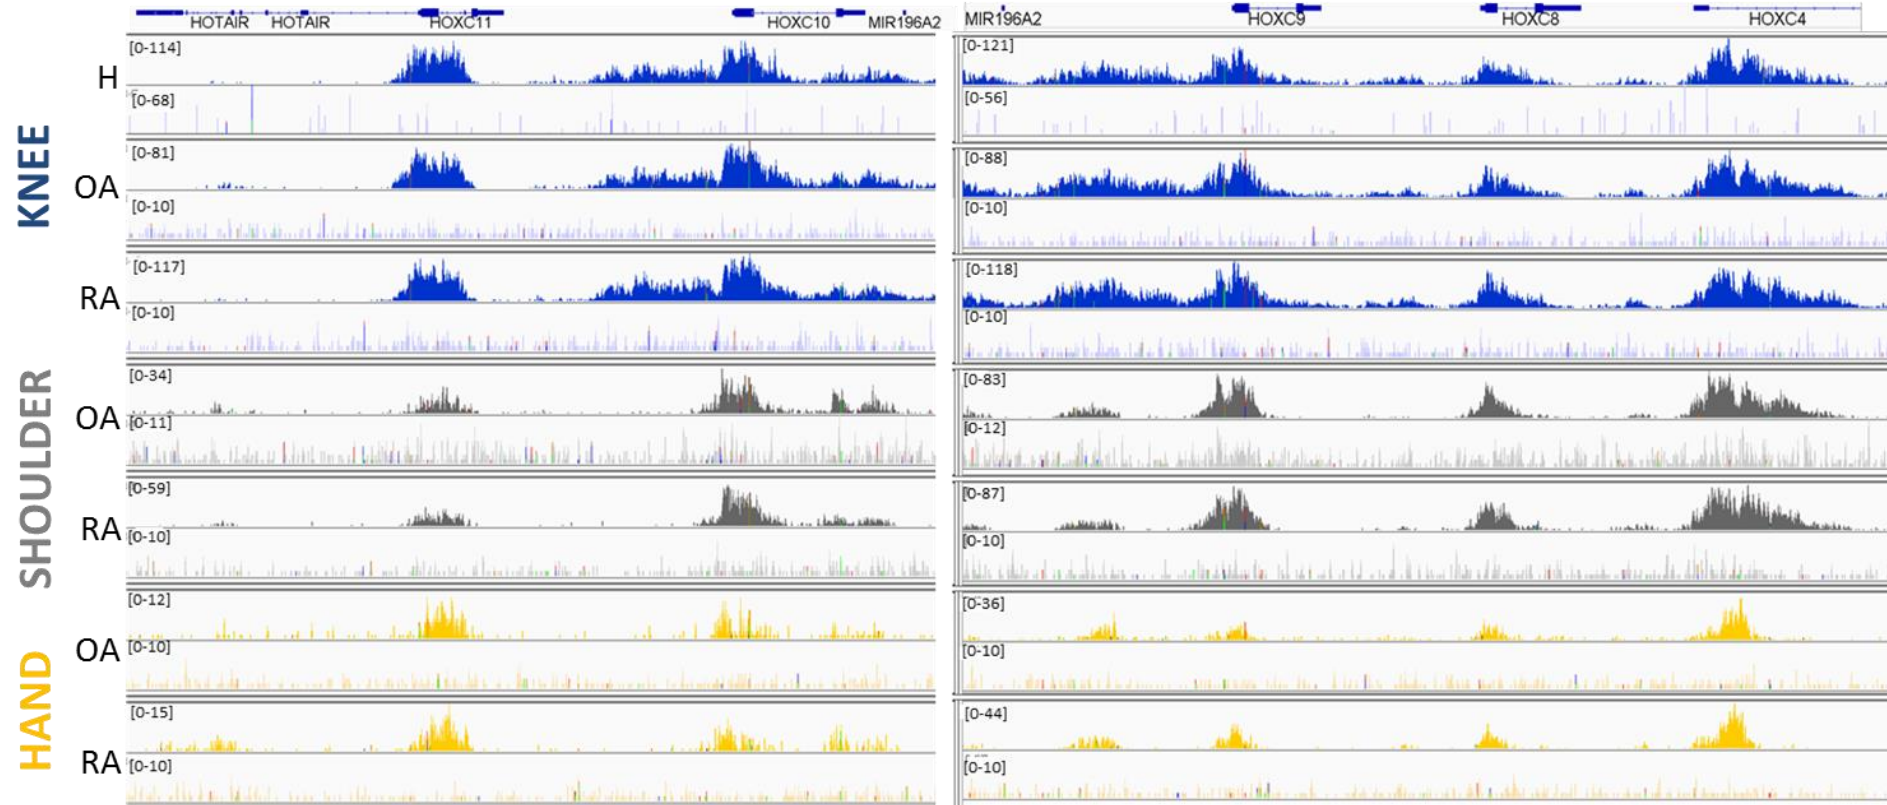 HOTAIR HOTAIR HOXC11 HOXC10 MIR196A2 MIR196A2 HOXC9 HOXC8 HOXC4
KNEE
H
[0-114] [0-121]
[0-68] [0-56]
OA
[0-81] [0-88]
[0-10] [0-10]
RA
[0-117] [0-118]
[0-10] [0-10]
SHOULDER
OA
[0-34] [0-83]
[0-11] [0-12]
RA
[0-59] [0-87]
[0-10] [0-10]
HAND
OA
[0-12] [0-36]
[0-10] [0-10]
RA
[0-15] [0-44]
[0-10] [0-10]